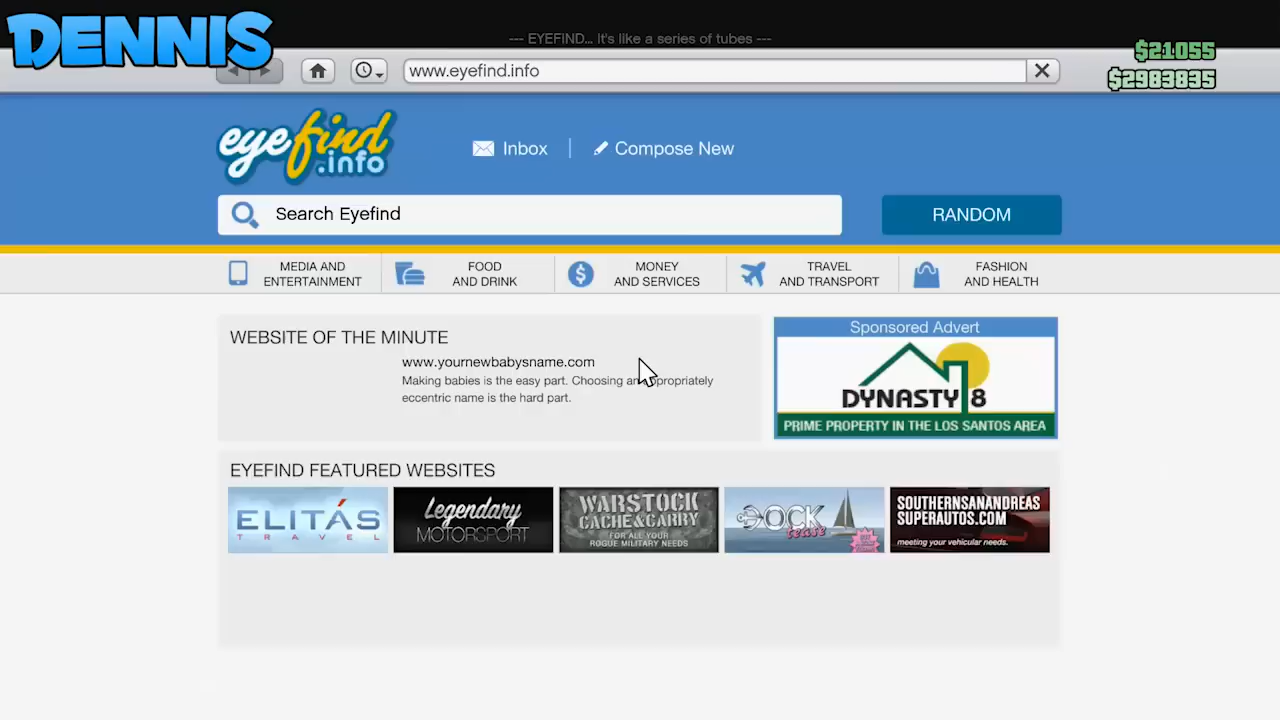 DENNIS
--- EYEFIND... It's like a series of tubes ---
$21055
$2983835
www.eyefind.info
eyefind.info
Inbox
Compose New
Search Eyefind
RANDOM
MEDIA AND
ENTERTAINMENT
FOOD
AND DRINK
MONEY
AND SERVICES
TRAVEL
AND TRANSPORT
FASHION
AND HEALTH
WEBSITE OF THE MINUTE
www.yournewbabysname.com
Making babies is the easy part. Choosing an appropriately
eccentric name is the hard part.
Sponsored Advert
DYNASTY 8
PRIME PROPERTY IN THE LOS SANTOS AREA
EYEFIND FEATURED WEBSITES
ELITÁS
TRAVEL
Legendary
MOTORSPORT
WARSTOCK
CACHE & CARRY
FOR ALL YOUR
ROGUE MILITARY NEEDS
DOCK
tease
SOUTHERNSANANDREAS
SUPERAUTOS.COM
meeting your vehicular needs.